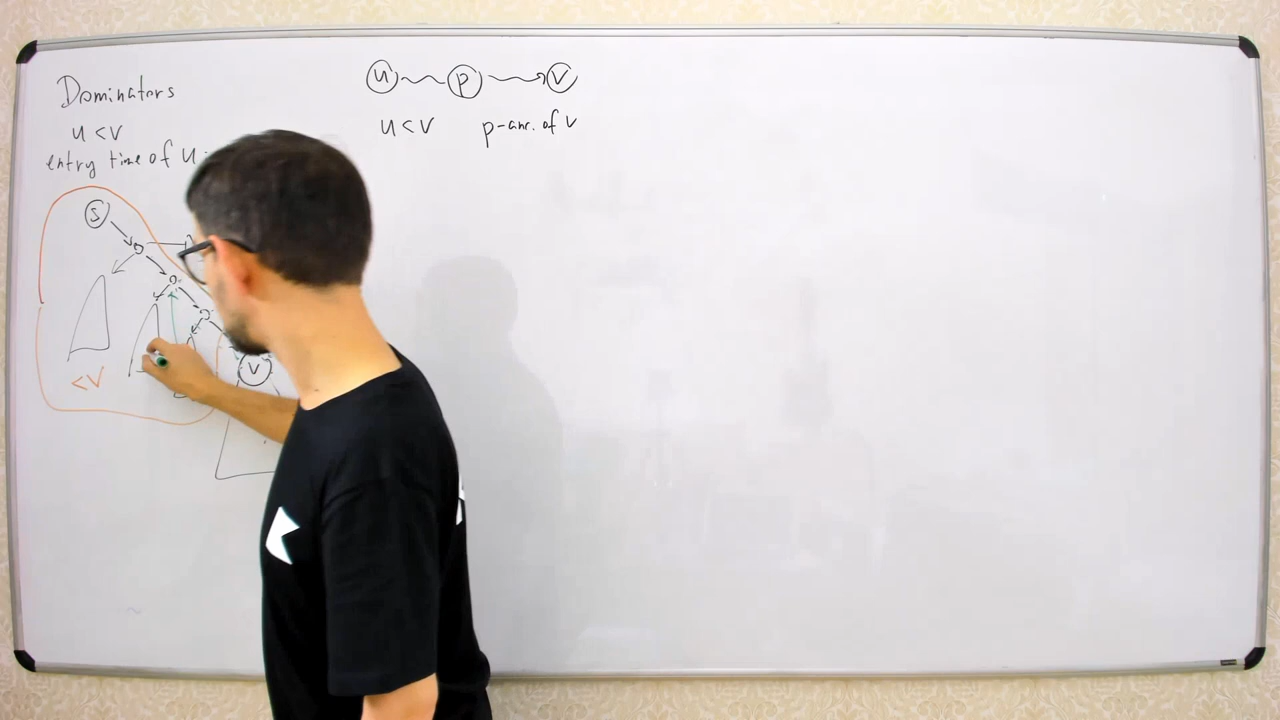 Dominators
u < v
entry time of u
s
< v
v
u p v
u < v p-anc. of v